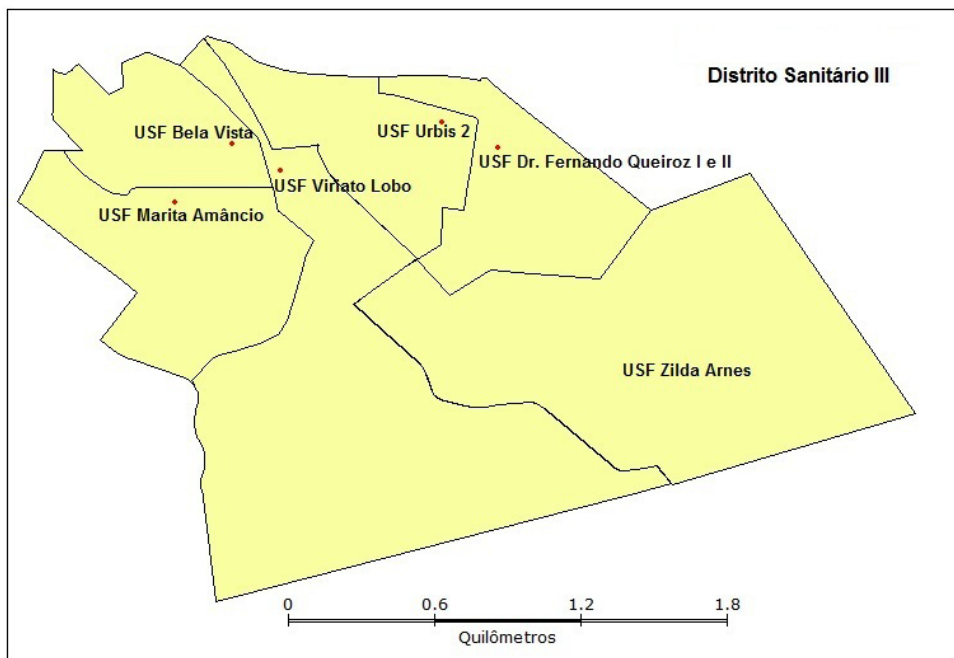 Distrito Sanitário III
USF Bela Vista
USF Urbis 2
USF Dr. Fernando Queiroz I e II
USF Viriato Lobo
USF Marita Amâncio
USF Zilda Arnes
0 0.6 1.2 1.8
Quilômetros